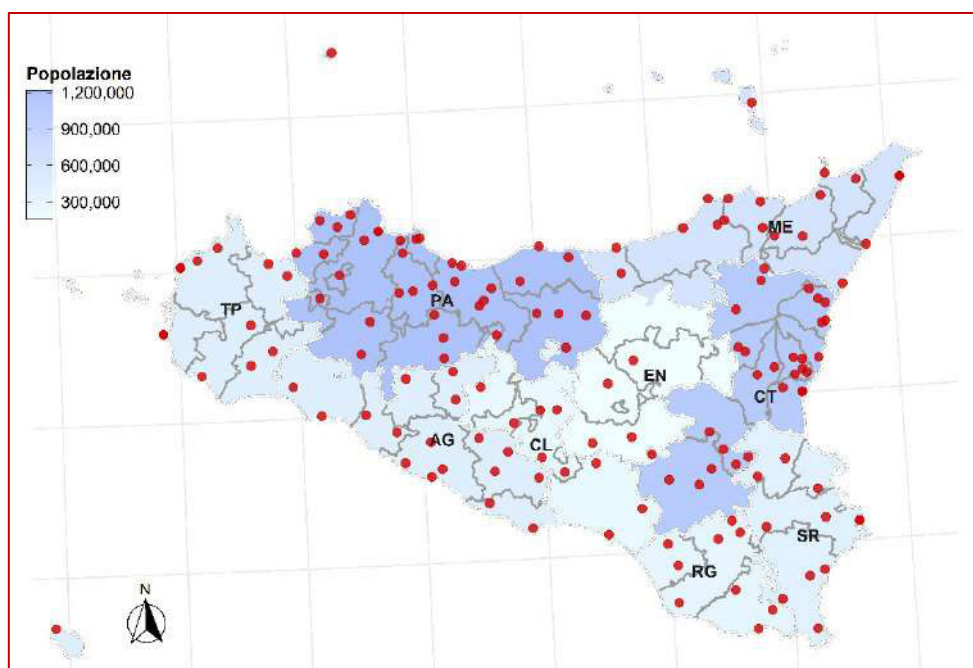 Popolazione
1,200,000
900,000
600,000
300,000
ME
PA
TP
EN
CT
AG
CL
SR
RG
N